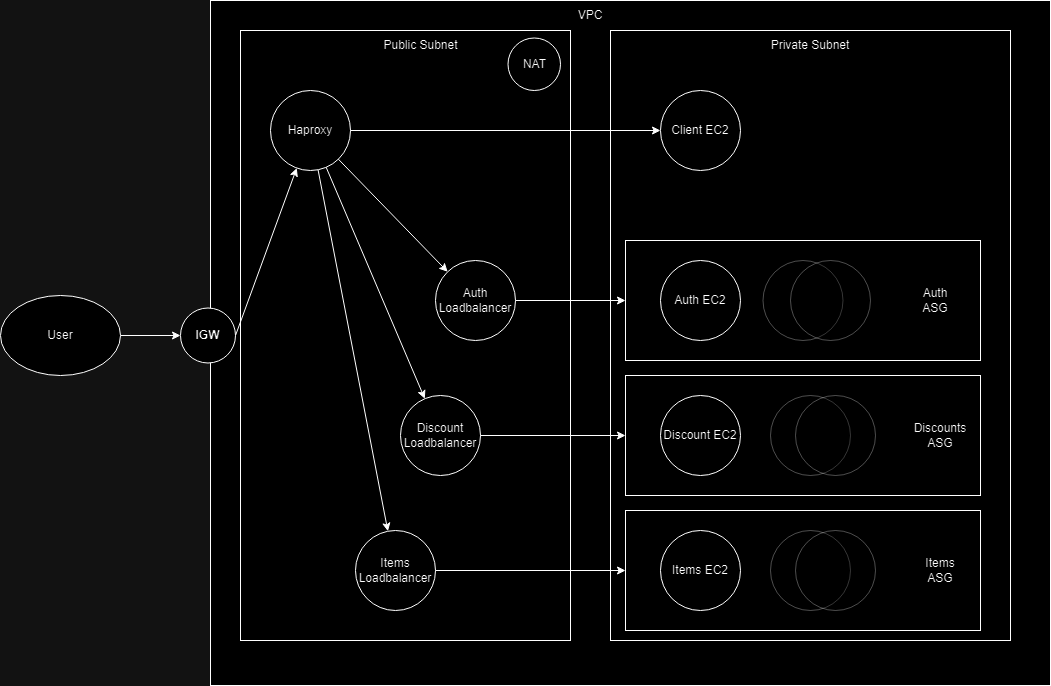 VPC
Public Subnet
Private Subnet
NAT
Haproxy
Client EC2
Auth
Loadbalancer
Auth EC2
Auth
ASG
User
IGW
Discount
Loadbalancer
Discount EC2
Discounts
ASG
Items
Loadbalancer
Items EC2
Items
ASG